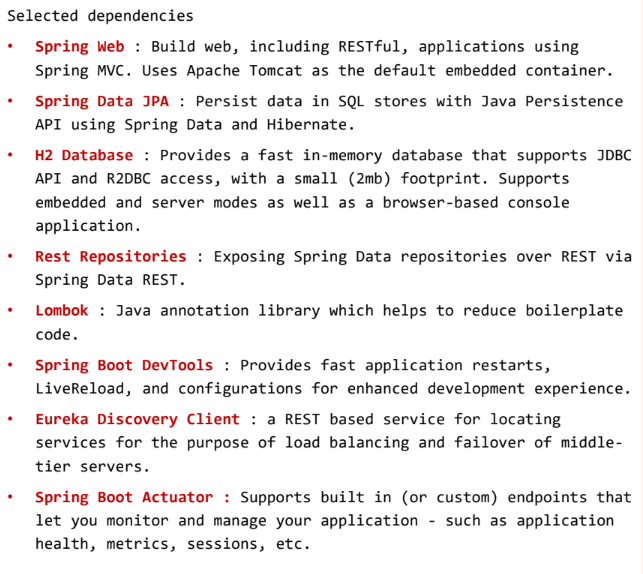 Selected dependencies
• Spring Web : Build web, including RESTful, applications using
Spring MVC. Uses Apache Tomcat as the default embedded container.
• Spring Data JPA : Persist data in SQL stores with Java Persistence
API using Spring Data and Hibernate.
• H2 Database : Provides a fast in-memory database that supports JDBC
API and R2DBC access, with a small (2mb) footprint. Supports
embedded and server modes as well as a browser-based console
application.
• Rest Repositories : Exposing Spring Data repositories over REST via
Spring Data REST.
• Lombok : Java annotation library which helps to reduce boilerplate
code.
• Spring Boot DevTools : Provides fast application restarts,
LiveReload, and configurations for enhanced development experience.
• Eureka Discovery Client : a REST based service for locating
services for the purpose of load balancing and failover of middle-
tier servers.
• Spring Boot Actuator : Supports built in (or custom) endpoints that
let you monitor and manage your application - such as application
health, metrics, sessions, etc.